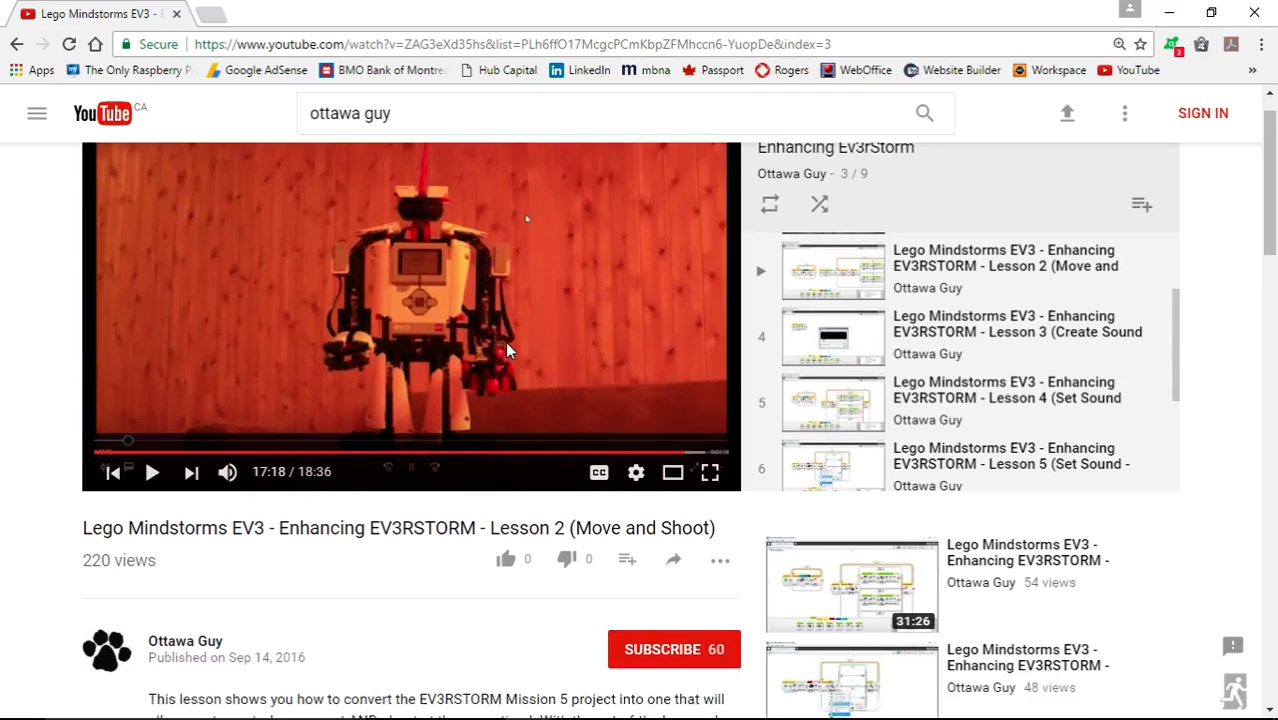 Lego Mindstorms EV3 - E
Secure
https://www.youtube.com/watch?v=ZAG3eXd35hs&list=PLh6ffO17McgcPCmKbpZFMhccn6-YuopDe&index=3
3
Apps The Only Raspberry P Google AdSense BMO Bank of Montre Hub Capital LinkedIn mbna Passport Rogers WebOffice Website Builder Workspace YouTube »
YouTube CA
ottawa guy
SIGN IN
Enhancing Ev3rStorm
Ottawa Guy - 3 / 9
Lego Mindstorms EV3 - Enhancing
EV3RSTORM - Lesson 2 (Move and
Ottawa Guy
4
Lego Mindstorms EV3 - Enhancing
EV3RSTORM - Lesson 3 (Create Sound
Ottawa Guy
5
Lego Mindstorms EV3 - Enhancing
EV3RSTORM - Lesson 4 (Set Sound
Ottawa Guy
6
Lego Mindstorms EV3 - Enhancing
EV3RSTORM - Lesson 5 (Set Sound -
Ottawa Guy
EV3
17:18 / 18:36
CC
Lego Mindstorms EV3 - Enhancing EV3RSTORM - Lesson 2 (Move and Shoot)
220 views
0
0
Ottawa Guy
Published on Sep 14, 2016
SUBSCRIBE 60
This lesson shows you how to convert the EV3RSTORM Mission 5 project into one that will
Lego Mindstorms EV3 -
Enhancing EV3RSTORM -
Ottawa Guy 54 views
31:26
Lego Mindstorms EV3 -
Enhancing EV3RSTORM -
Ottawa Guy 48 views